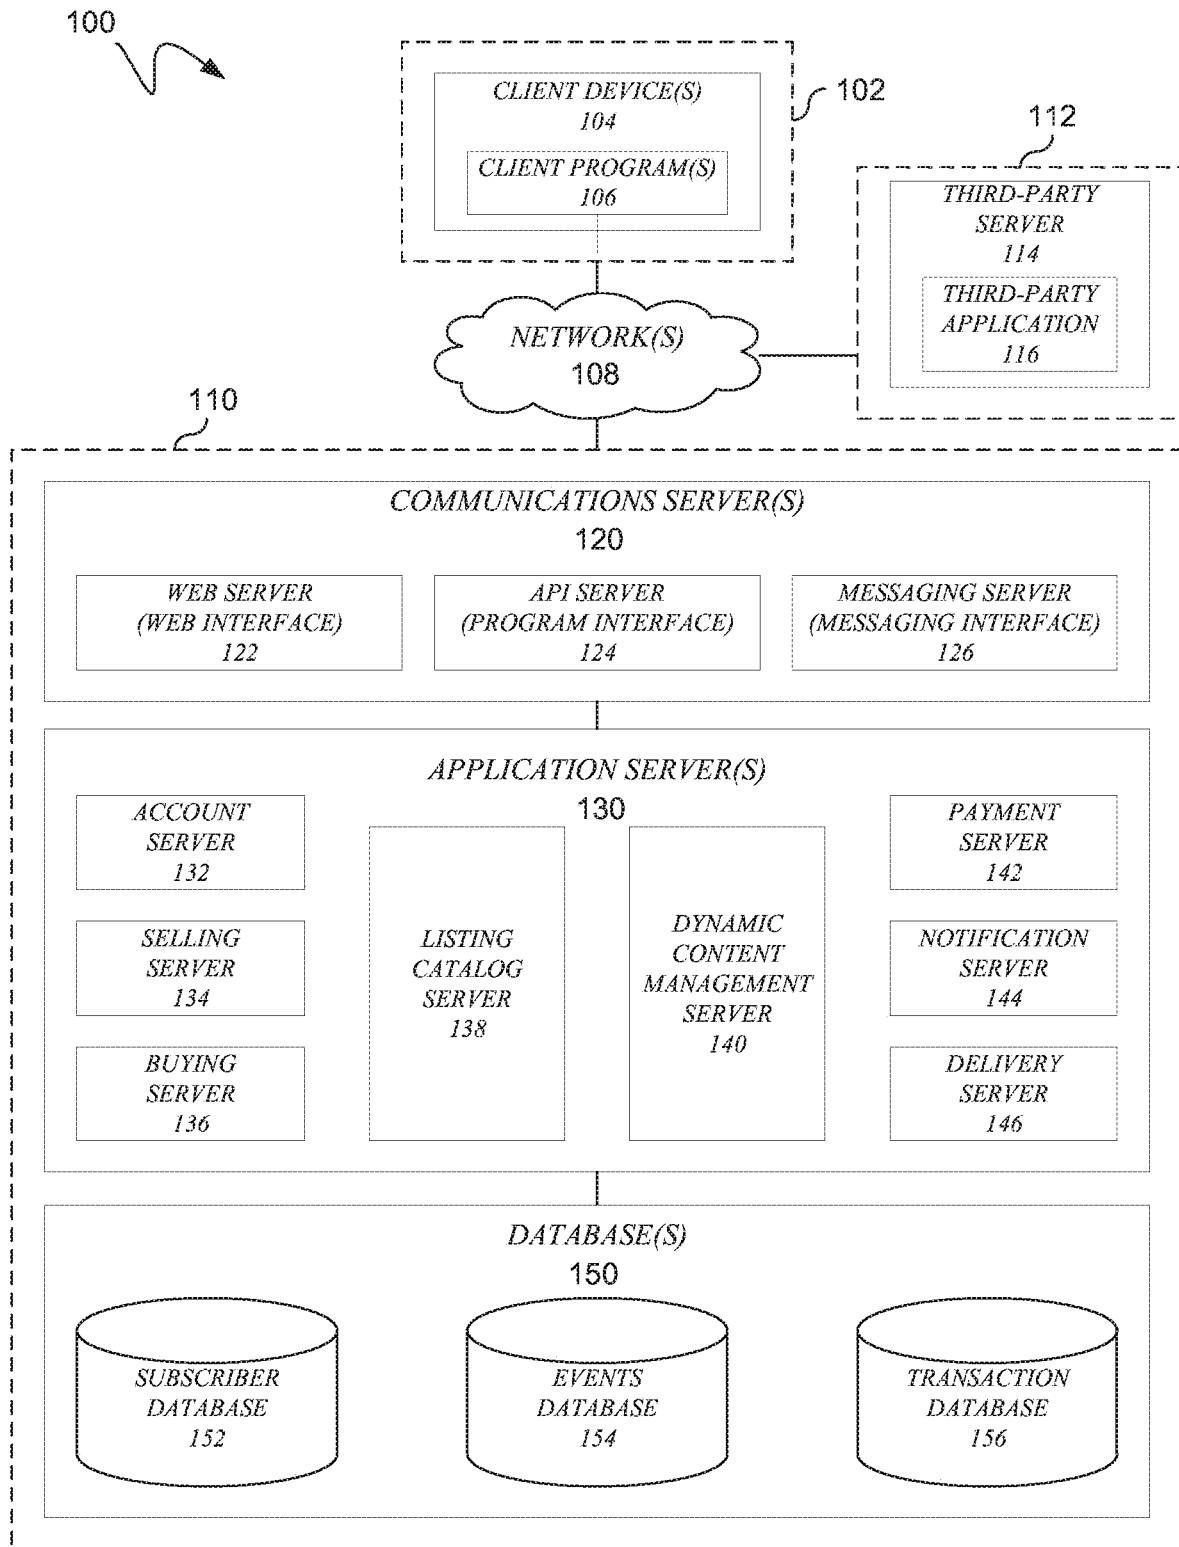 100
CLIENT DEVICE(S)
104
CLIENT PROGRAM(S)
106
102
112
THIRD-PARTY
SERVER
114
THIRD-PARTY
APPLICATION
116
NETWORK(S)
108
110
COMMUNICATIONS SERVER(S)
120
WEB SERVER
(WEB INTERFACE)
122
API SERVER
(PROGRAM INTERFACE)
124
MESSAGING SERVER
(MESSAGING INTERFACE)
126
APPLICATION SERVER(S)
130
ACCOUNT
SERVER
132
SELLING
SERVER
134
BUYING
SERVER
136
LISTING
CATALOG
SERVER
138
DYNAMIC
CONTENT
MANAGEMENT
SERVER
140
PAYMENT
SERVER
142
NOTIFICATION
SERVER
144
DELIVERY
SERVER
146
DATABASE(S)
150
SUBSCRIBER
DATABASE
152
EVENTS
DATABASE
154
TRANSACTION
DATABASE
156